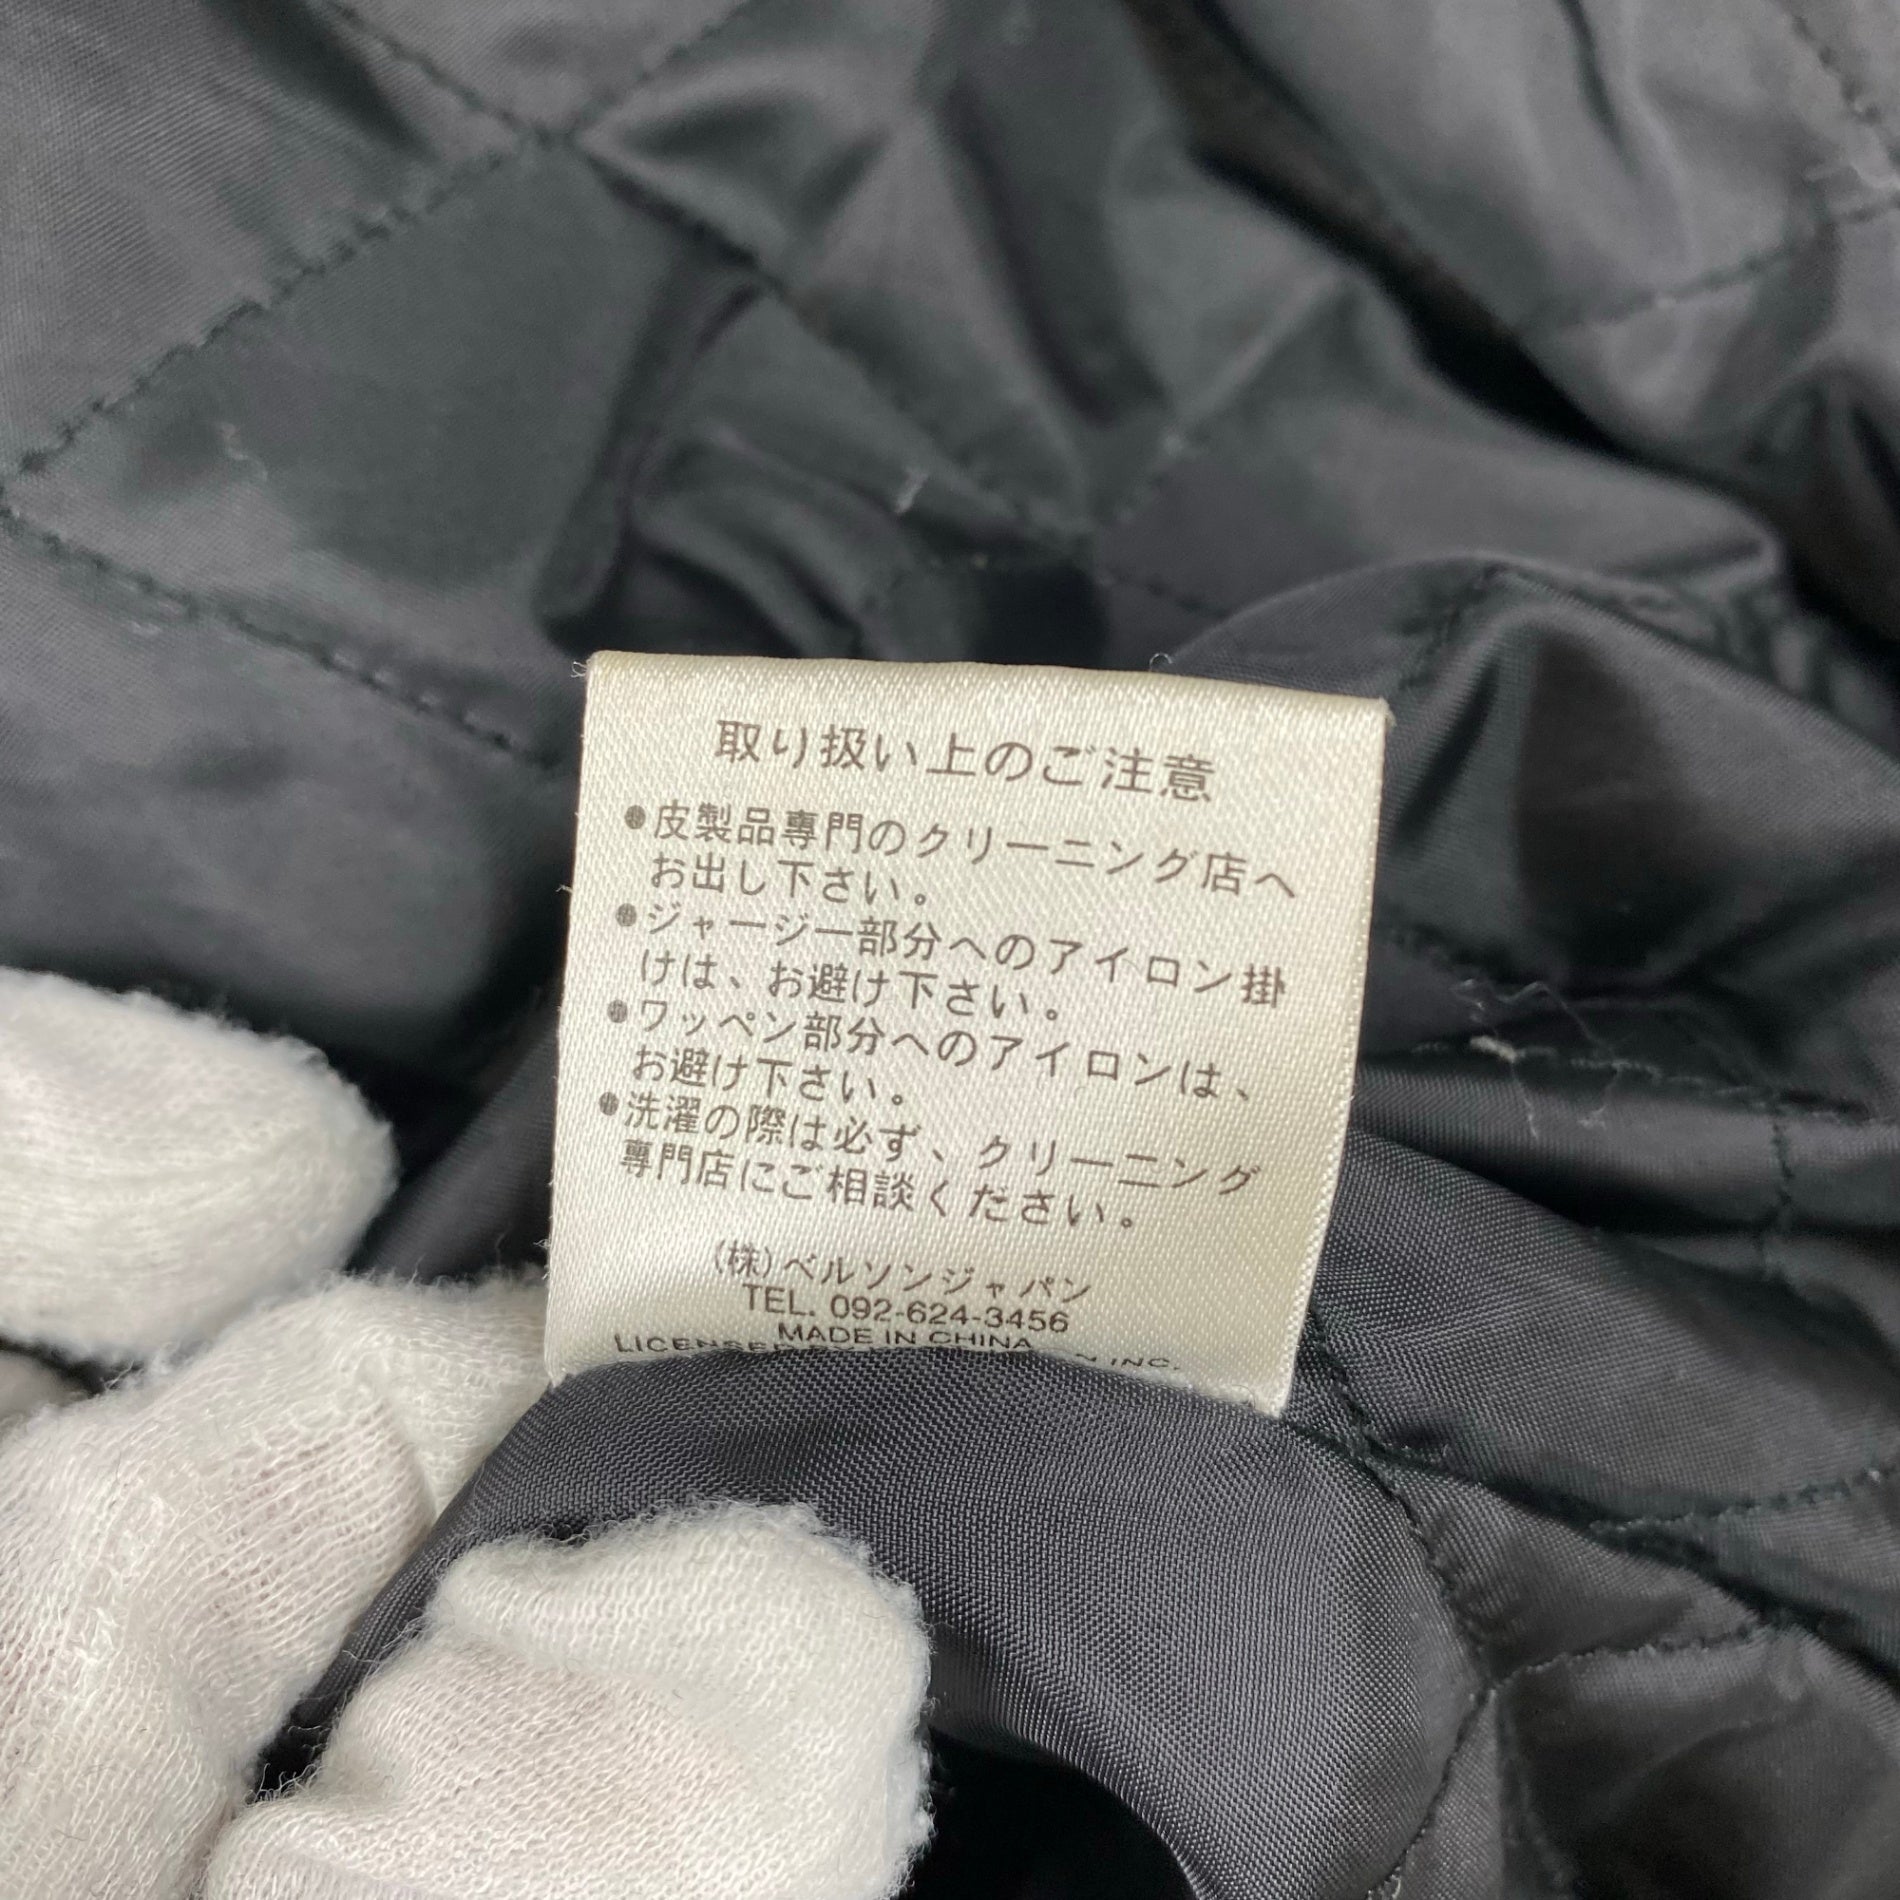 取り扱い上のご注意
●皮製品専門のクリーニング店へ
お出し下さい。
●ジャージー部分へのアイロン掛
けは、お避け下さい。
●ワッペン部分へのアイロンは、
お避け下さい。
●洗濯の際は必ず、クリーニング
専門店にご相談ください。
(株)ベルソンジャパン
TEL. 092-624-3456
MADE IN CHINA
LICENSED INC.